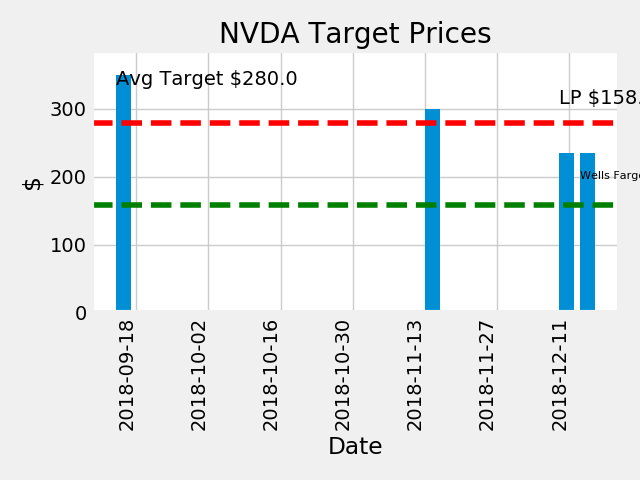 NVDA Target Prices
Avg Target $280.0
LP $158.
Wells Fargo
$
300
200
100
0
2018-09-18
2018-10-02
2018-10-16
2018-10-30
2018-11-13
2018-11-27
2018-12-11
Date